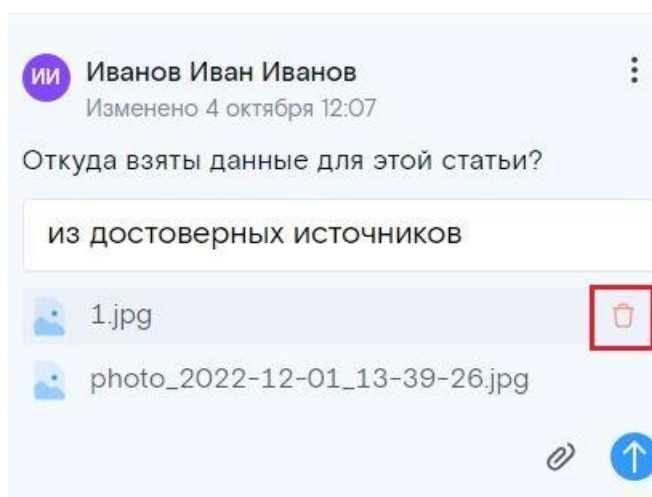 ИИ
Иванов Иван Иванов
Изменено 4 октября 12:07
Откуда взяты данные для этой статьи?
из достоверных источников
1.jpg
photo_2022-12-01_13-39-26.jpg